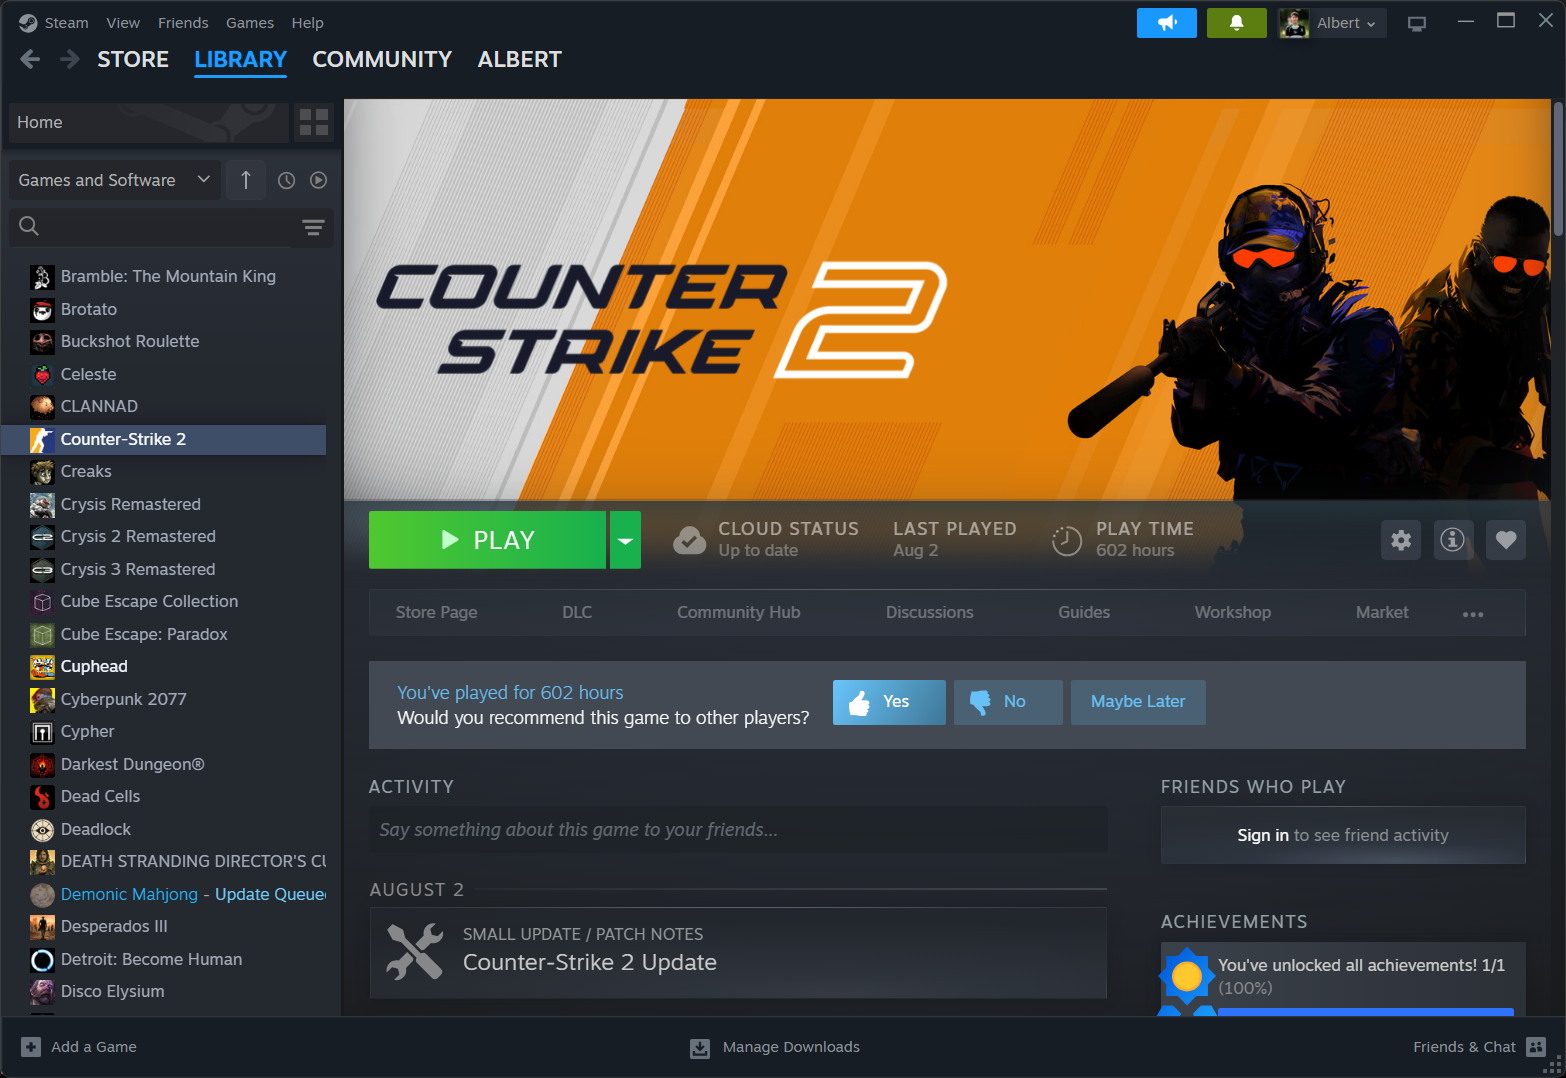 Steam View Friends Games Help
Albert
STORE LIBRARY COMMUNITY ALBERT
Home
Games and Software
Bramble: The Mountain King
Brotato
Buckshot Roulette
Celeste
CLANNAD
Counter-Strike 2
Creaks
Crysis Remastered
Crysis 2 Remastered
Crysis 3 Remastered
Cube Escape Collection
Cube Escape: Paradox
Cuphead
Cyberpunk 2077
Cypher
Darkest Dungeon®
Dead Cells
Deadlock
DEATH STRANDING DIRECTOR'S CU
Demonic Mahjong - Update Queue
Desperados III
Detroit: Become Human
Disco Elysium
COUNTER
STRIKE 2
PLAY
CLOUD STATUS
Up to date
LAST PLAYED
Aug 2
PLAY TIME
602 hours
Store Page DLC Community Hub Discussions Guides Workshop Market
You've played for 602 hours
Would you recommend this game to other players?
Yes No Maybe Later
ACTIVITY
Say something about this game to your friends...
AUGUST 2
SMALL UPDATE / PATCH NOTES
Counter-Strike 2 Update
FRIENDS WHO PLAY
Sign in to see friend activity
ACHIEVEMENTS
You've unlocked all achievements! 1/1
(100%)
Add a Game
Manage Downloads
Friends & Chat